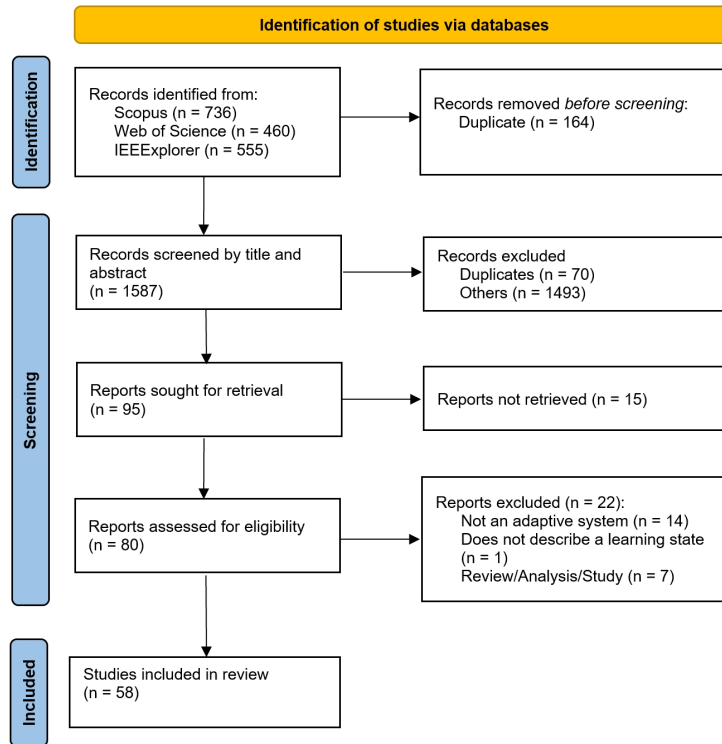 Identification of studies via databases
Identification
Records identified from:
Scopus (n = 736)
Web of Science (n = 460)
IEEExplorer (n = 555)
Records removed before screening:
Duplicate (n = 164)
Screening
Records screened by title and
abstract
(n = 1587)
Records excluded
Duplicates (n = 70)
Others (n = 1493)
Reports sought for retrieval
(n = 95)
Reports not retrieved (n = 15)
Reports assessed for eligibility
(n = 80)
Reports excluded (n = 22):
Not an adaptive system (n = 14)
Does not describe a learning state
(n = 1)
Review/Analysis/Study (n = 7)
Included
Studies included in review
(n = 58)